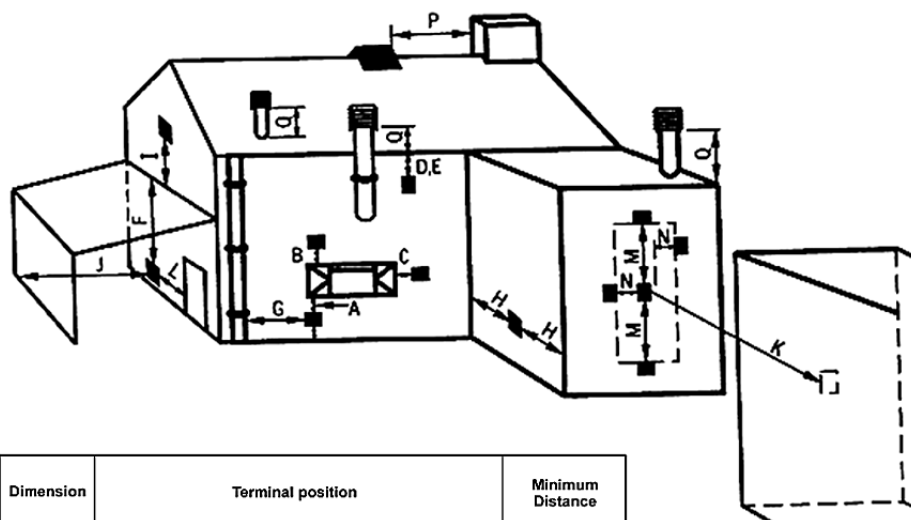 P
Q
Q
Q
D,E
I
F
B
C
M
N
J
L
N
G
A
H
H
M
K
Dimension
Terminal position
Minimum
Distance